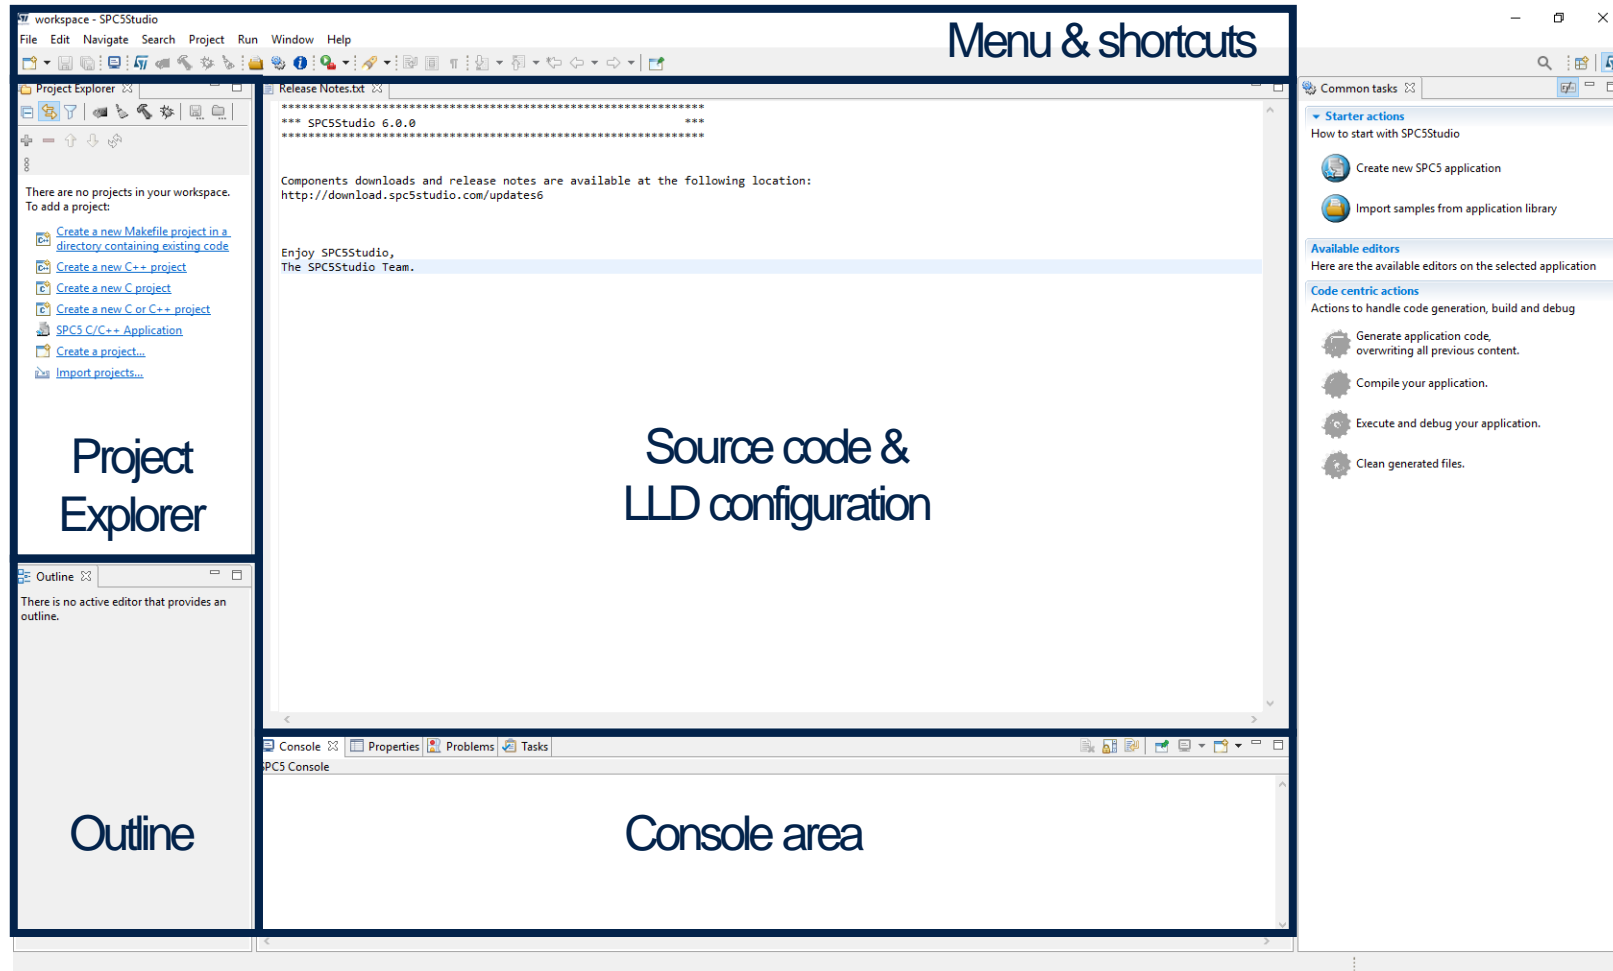 workspace - SPC5Studio
File Edit Navigate Search Project Run Window Help
Menu & shortcuts
Project Explorer
There are no projects in your workspace.
To add a project:
Create a new Makefile project in a
directory containing existing code
Create a new C++ project
Create a new C project
Create a new C or C++ project
SPC5 C/C++ Application
Create a project...
Import projects...
Project
Explorer
Outline
There is no active editor that provides an
outline.
Outline
Release Notes.txt
***************************************************************
*** SPC5Studio 6.0.0 ***
***************************************************************
Components downloads and release notes are available at the following location:
http://download.spc5studio.com/updates6
Enjoy SPC5Studio,
The SPC5Studio Team.
Source code &
LLD configuration
Console Properties Problems Tasks
SPC5 Console
Console area
Common tasks
Starter actions
How to start with SPC5Studio
Create new SPC5 application
Import samples from application library
Available editors
Here are the available editors on the selected application
Code centric actions
Actions to handle code generation, build and debug
Generate application code,
overwriting all previous content.
Compile your application.
Execute and debug your application.
Clean generated files.